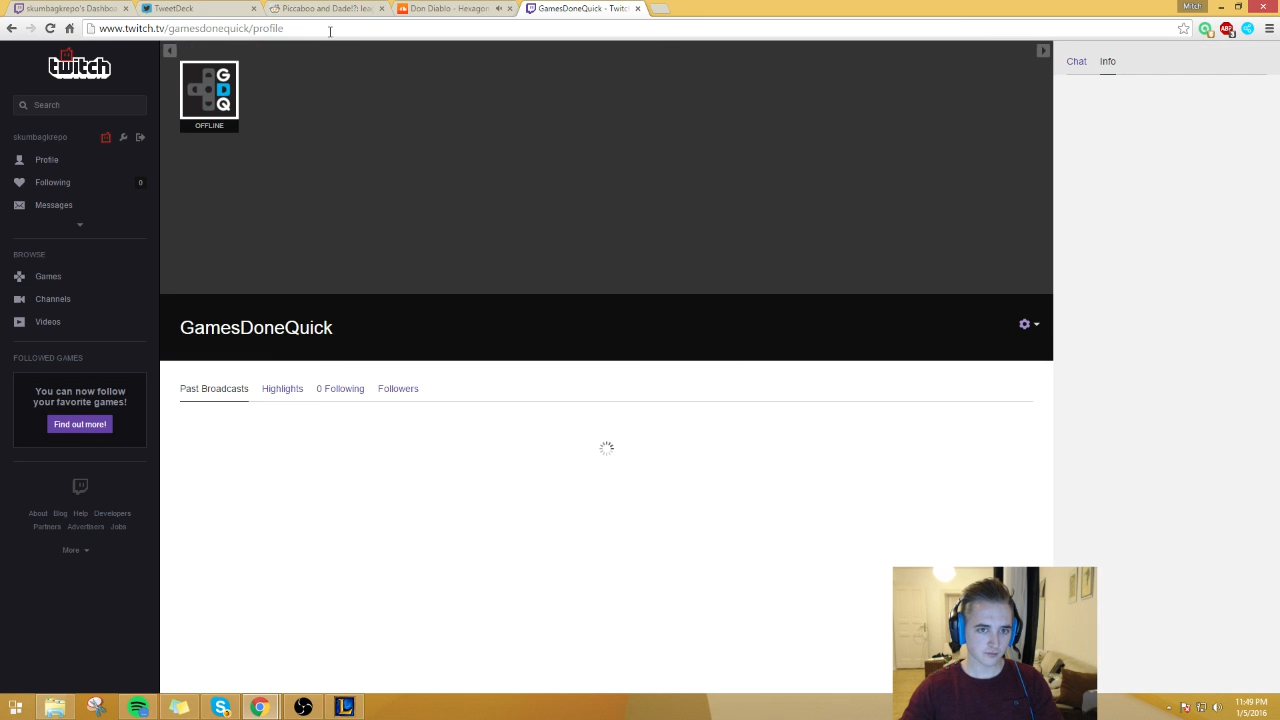 skumbagkrepo's Dashboa
TweetDeck
Piccaboo and Dade!?: lea
Don Diablo - Hexagon
GamesDoneQuick - Twitc
Mitch
www.twitch.tv/gamesdonequick/profile
twitch
Search
skumbagkrepo
Profile
Following
0
Messages
BROWSE
Games
Channels
Videos
FOLLOWED GAMES
You can now follow
your favorite games!
Find out more!
About Blog Help Developers
Partners Advertisers Jobs
More
G
D
Q
OFFLINE
GamesDoneQuick
Past Broadcasts Highlights 0 Following Followers
Chat Info
11:49 PM
1/5/2016